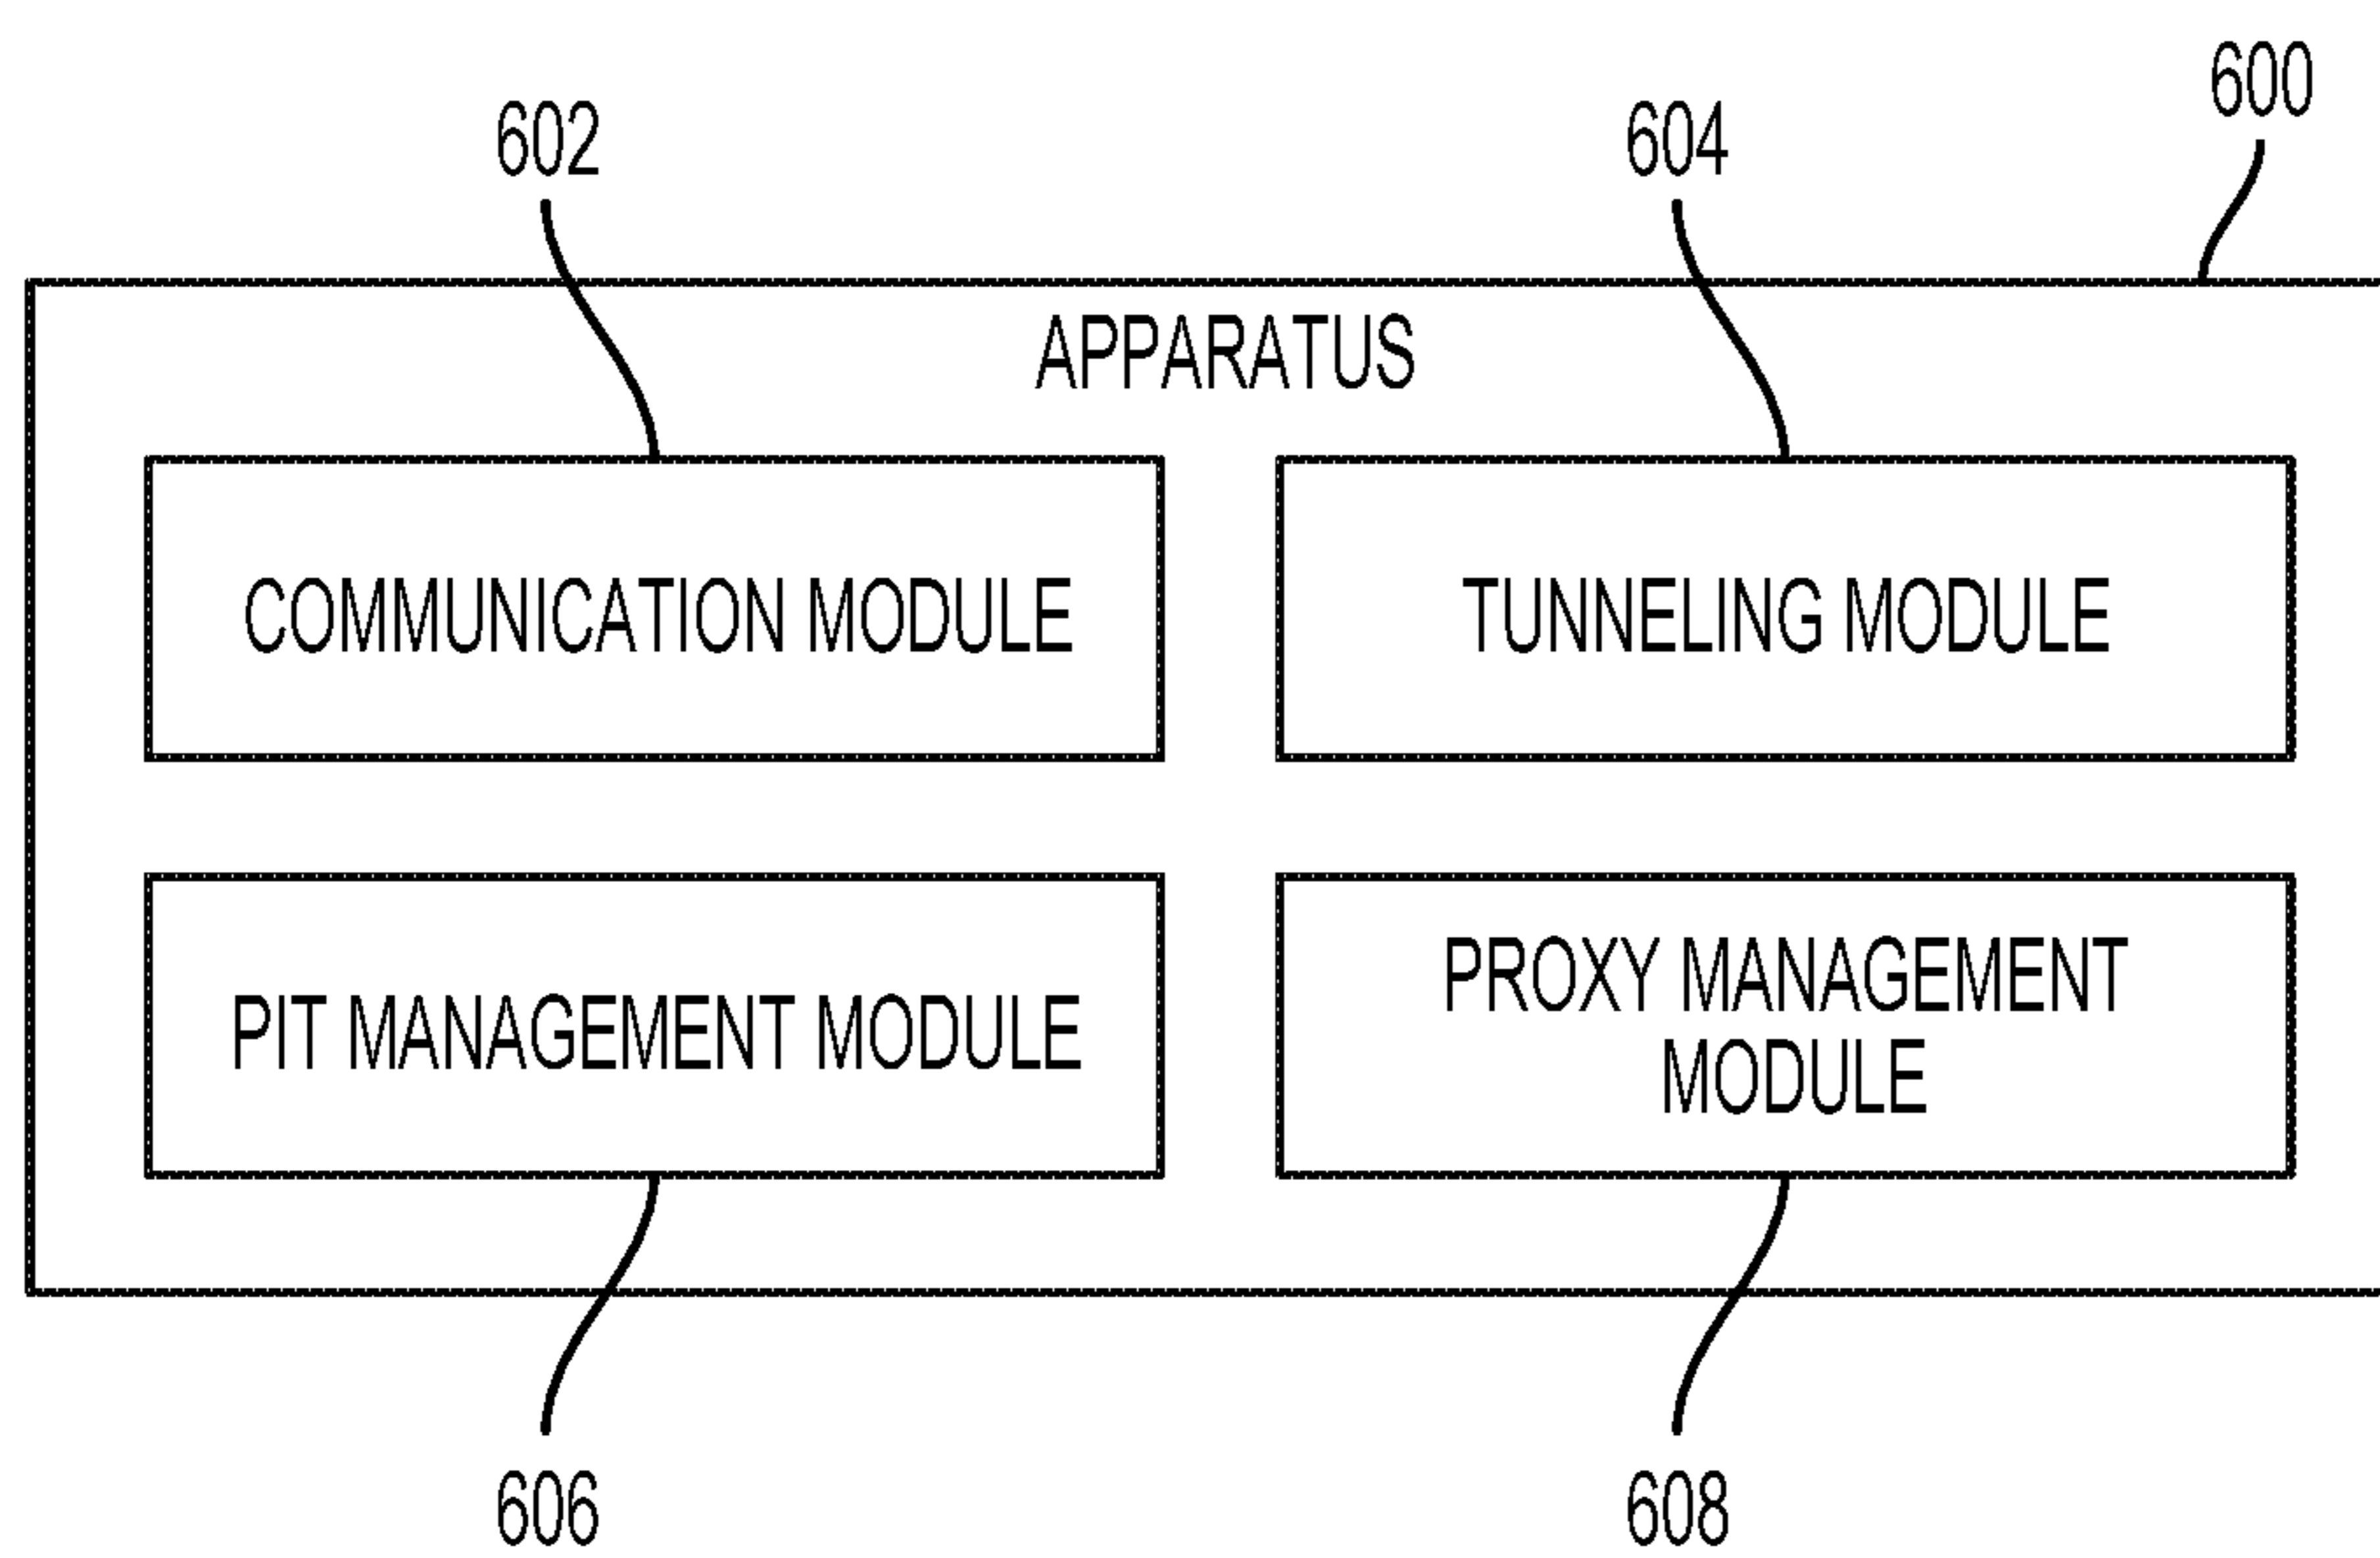 600
602
604
APPARATUS
COMMUNICATION MODULE
TUNNELING MODULE
PIT MANAGEMENT MODULE
PROXY MANAGEMENT
MODULE
606
608